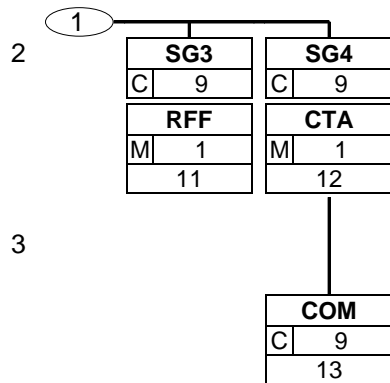 1
2 SG3 SG4
C 9 C 9
RFF CTA
M 1 M 1
11 12
3
COM
C 9
13